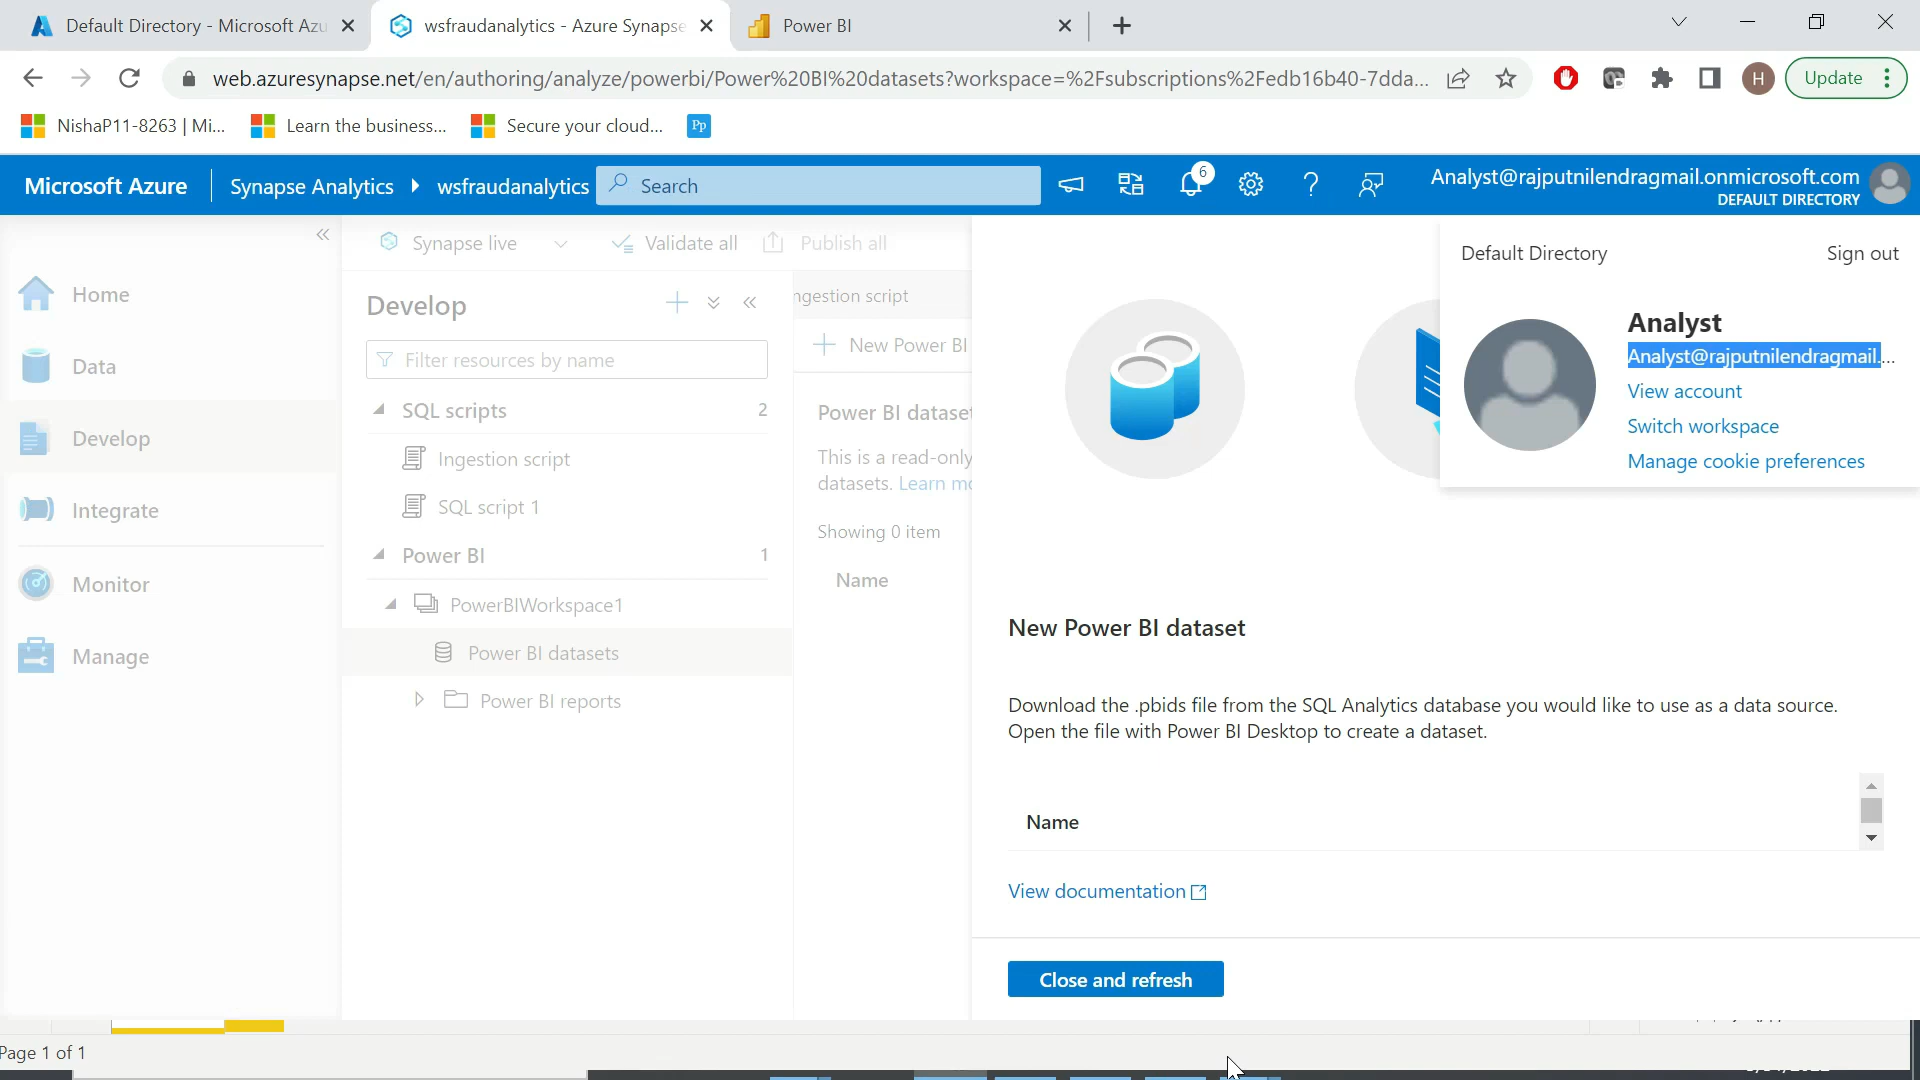 Default Directory - Microsoft Azu
wsfraudanalytics - Azure Synapse
Power BI
web.azuresynapse.net/en/authoring/analyze/powerbi/Power%20BI%20datasets?workspace=%2Fsubscriptions%2Fedb16b40-7dda...
H
Update
NishaP11-8263 | Mi...
Learn the business...
Secure your cloud...
Pp
Microsoft Azure
Synapse Analytics
wsfraudanalytics
Search
6
Analyst@rajputnilendragmail.onmicrosoft.com
DEFAULT DIRECTORY
Synapse live
Validate all
Publish all
Home
Data
Develop
Integrate
Monitor
Manage
Develop
Filter resources by name
SQL scripts
2
Ingestion script
SQL script 1
Power BI
1
PowerBIWorkspace1
Power BI datasets
Power BI reports
ngestion script
New Power BI
Power BI dataset
This is a read-only
datasets. Learn mo
Showing 0 item
Name
Default Directory
Sign out
Analyst
Analyst@rajputnilendragmail....
View account
Switch workspace
Manage cookie preferences
New Power BI dataset
Download the .pbids file from the SQL Analytics database you would like to use as a data source.
Open the file with Power BI Desktop to create a dataset.
Name
View documentation
Close and refresh
Page 1 of 1